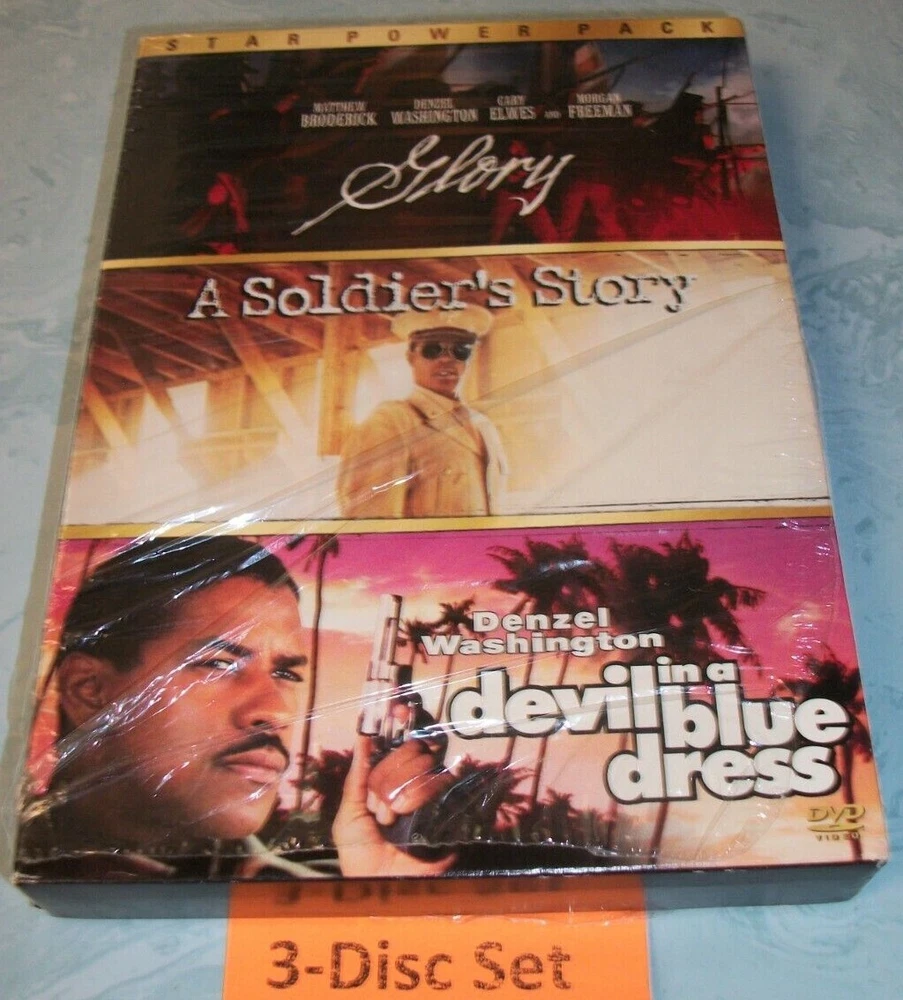 STAR POWER PACK
MATTHEW BRODERICK DENZEL WASHINGTON CARY ELWES AND MORGAN FREEMAN
Glory
A Soldier's Story
Denzel
Washington
devil in a
blue
dress
DVD
VIDEO
3-Disc Set